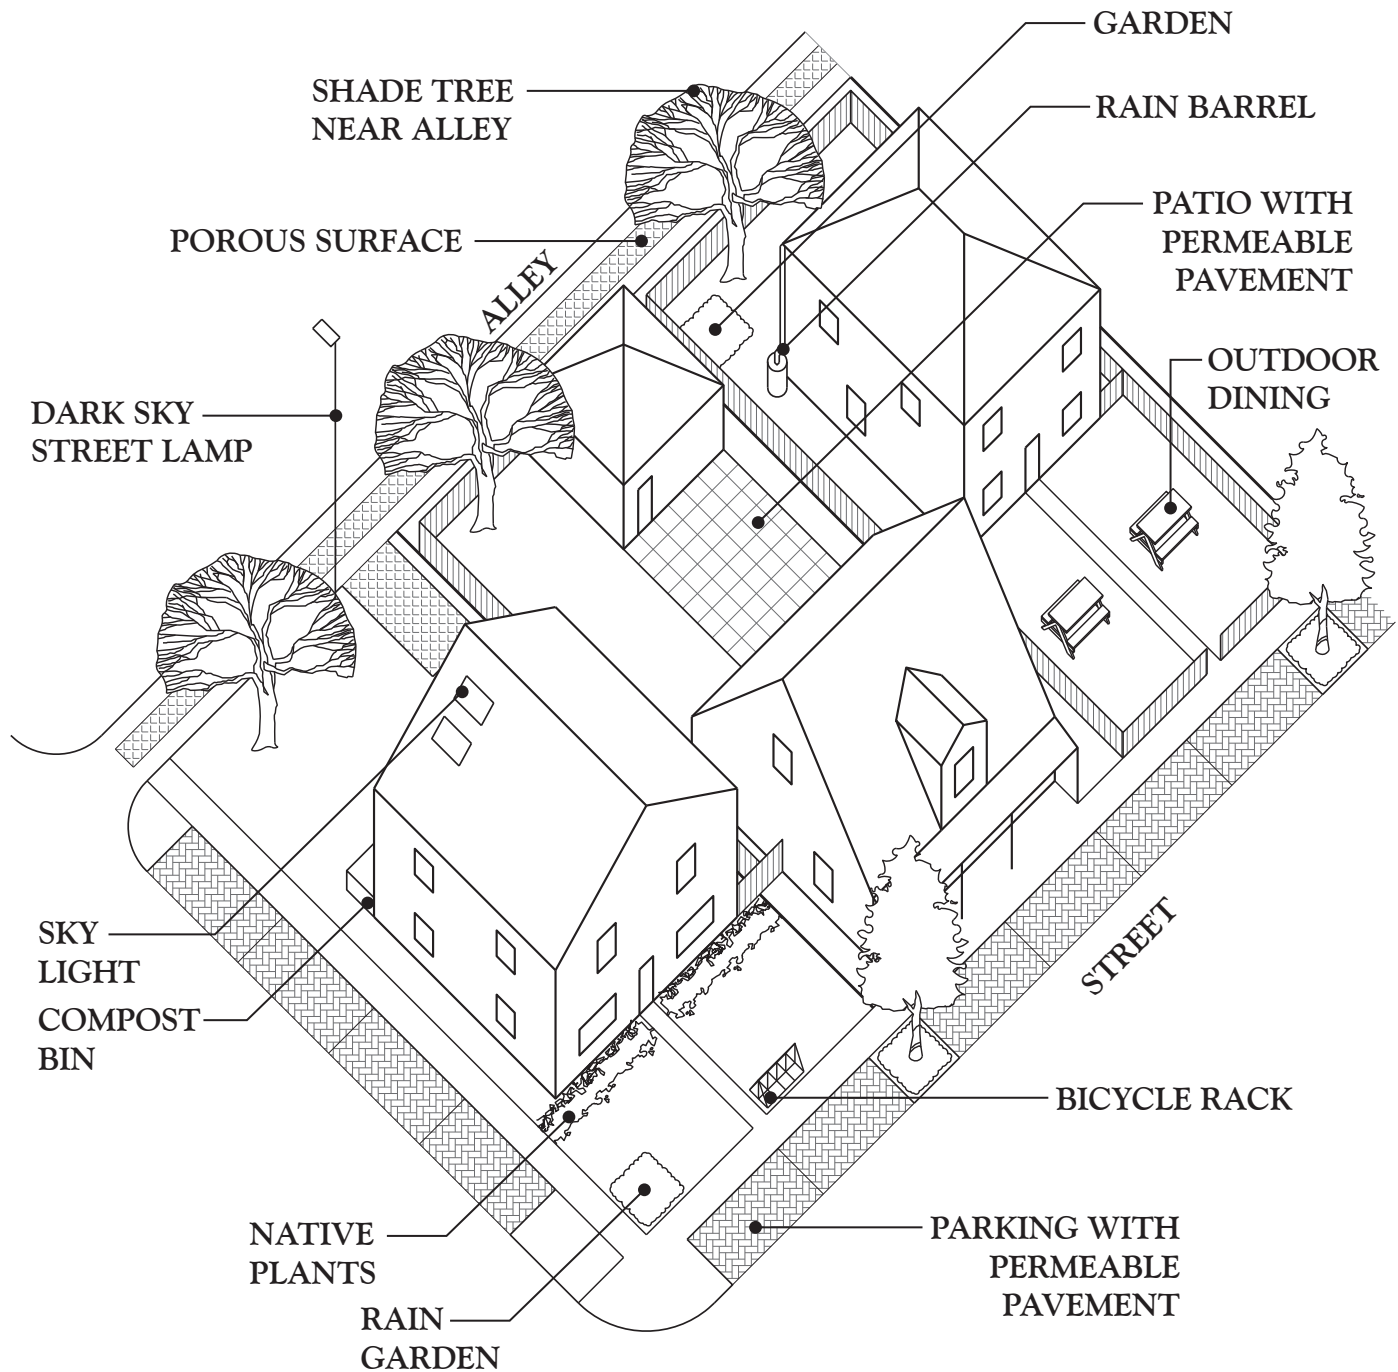 GARDEN
SHADE TREE
NEAR ALLEY
RAIN BARREL
PATIO WITH
PERMEABLE
PAVEMENT
POROUS SURFACE
ALLEY
OUTDOOR
DINING
DARK SKY
STREET LAMP
SKY
LIGHT
STREET
COMPOST
BIN
BICYCLE RACK
NATIVE
PLANTS
PARKING WITH
PERMEABLE
PAVEMENT
RAIN
GARDEN